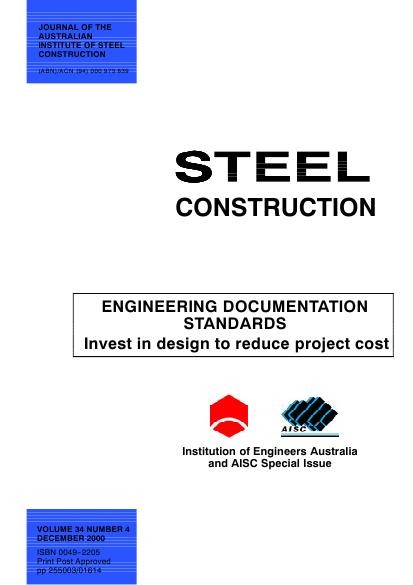 JOURNAL OF THE
AUSTRALIAN
INSTITUTE OF STEEL
CONSTRUCTION
(ABN)/ACN (94) 000 973 839
STEEL
CONSTRUCTION
ENGINEERING DOCUMENTATION
STANDARDS
Invest in design to reduce project cost
AISC
Institution of Engineers Australia
and AISC Special Issue
VOLUME 34 NUMBER 4
DECEMBER 2000
ISBN 0049-2205
Print Post Approved
pp 255003/01614